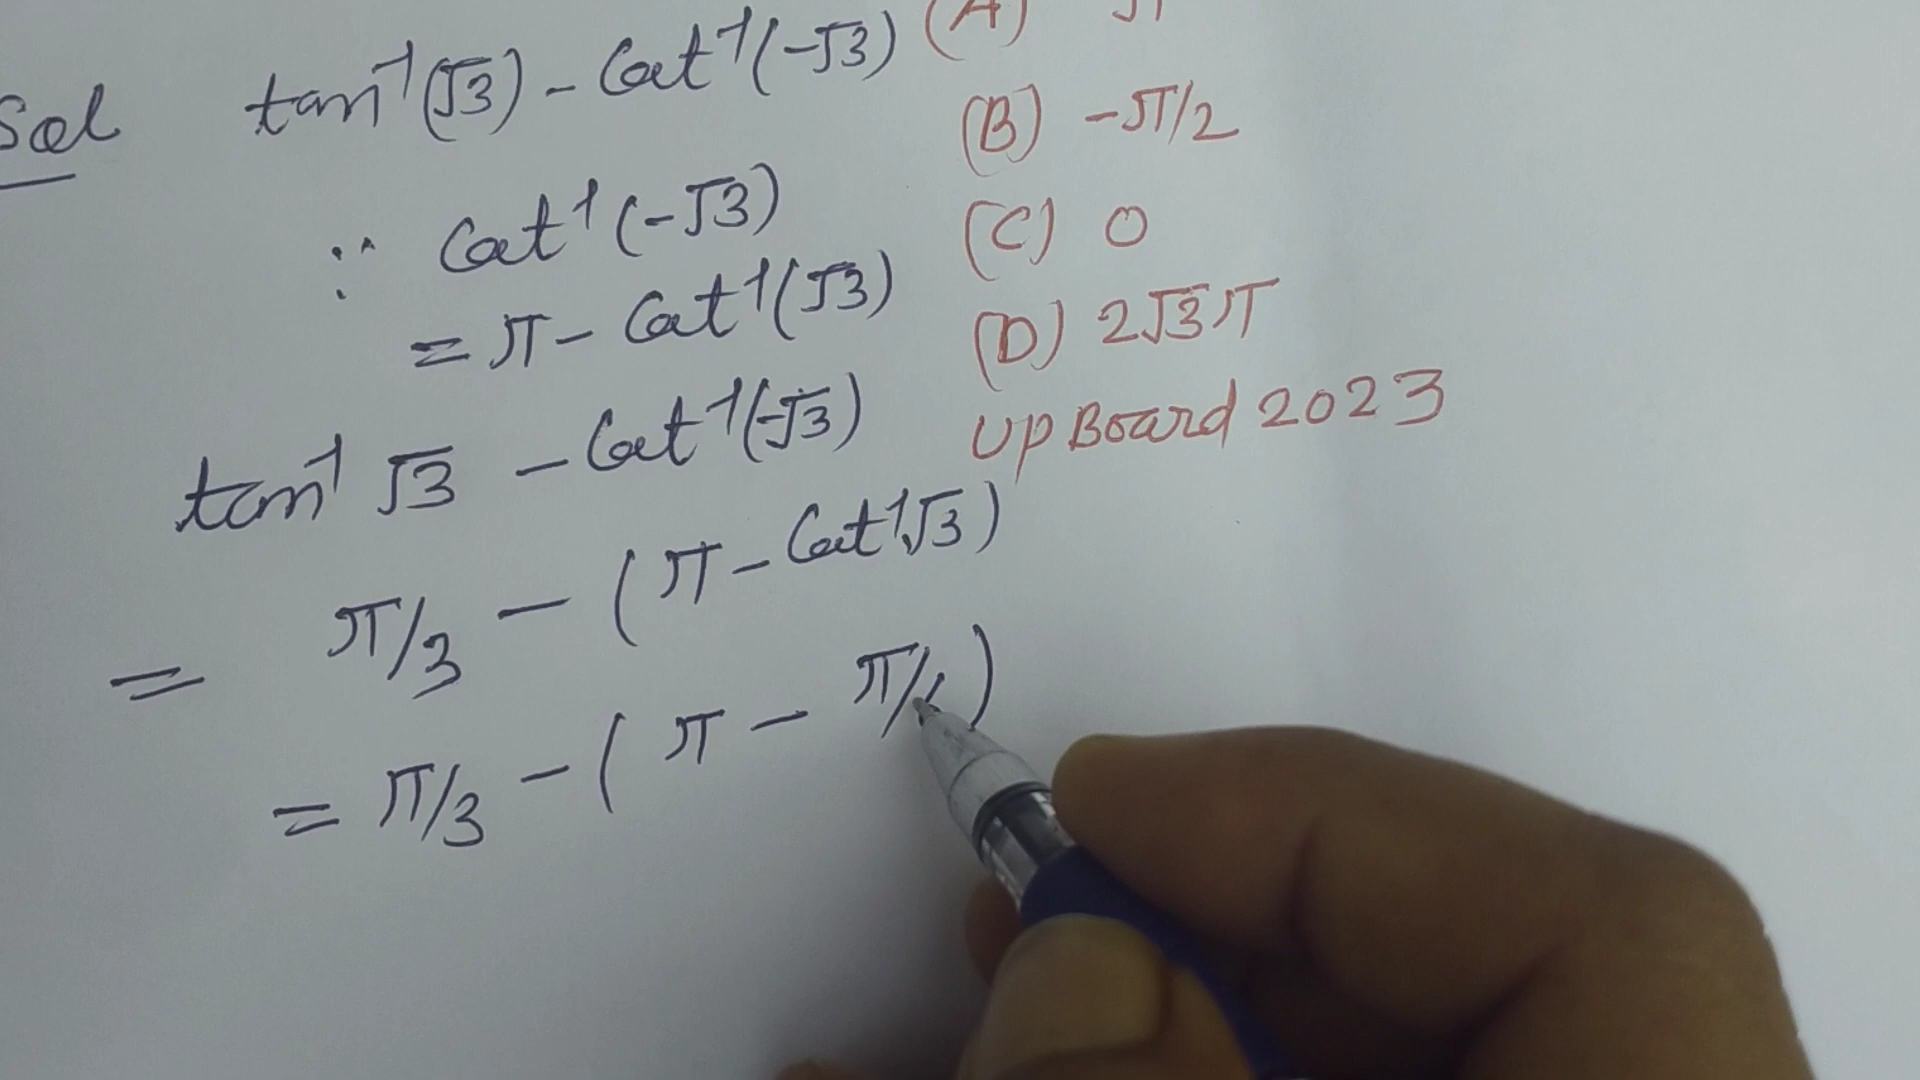 (A) π
Sol tan⁻¹(√3) - Cot⁻¹(-√3)
(B) -π/2
∵ Cot⁻¹(-√3)
(C) 0
= π - Cot⁻¹(√3)
(D) 2√3π
tan⁻¹ √3 - Cot⁻¹(-√3)
UP Board 2023
= π/3 - (π - Cot⁻¹√3)
= π/3 - (π - π/ )